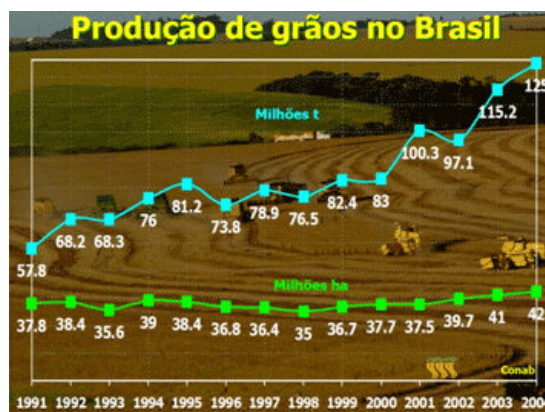 Produção de grãos no Brasil
Milhões t
57.8 68.2 68.3 76 81.2 73.8 78.9 76.5 82.4 83 100.3 97.1 115.2 125
Milhões ha
37.8 38.4 35.6 39 38.4 36.8 36.4 35 36.7 37.7 37.5 39.7 41 42
Conab
1991 1992 1993 1994 1995 1996 1997 1998 1999 2000 2001 2002 2003 2004